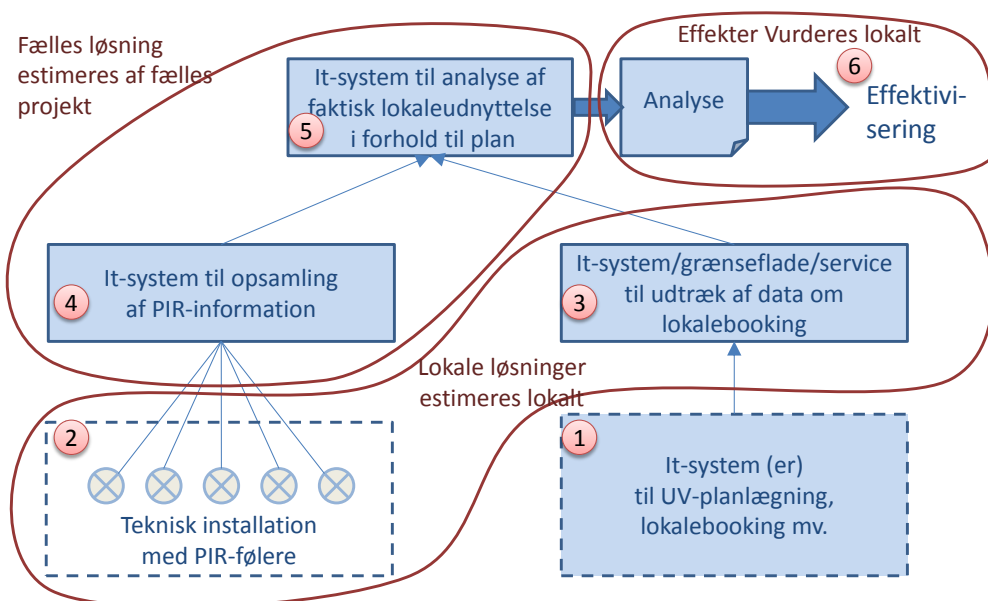 Fælles løsning
estimeres af fælles
projekt
Effekter Vurderes lokalt
It-system til analyse af
faktisk lokaleudnyttelse
i forhold til plan
5
Analyse
6
Effektivi-
sering
It-system til opsamling
af PIR-information
4
It-system/grænseflade/service
til udtræk af data om
lokalebooking
3
Lokale løsninger
estimeres lokalt
2
Teknisk installation
med PIR-følere
1
It-system (er)
til UV-planlægning,
lokalebooking mv.